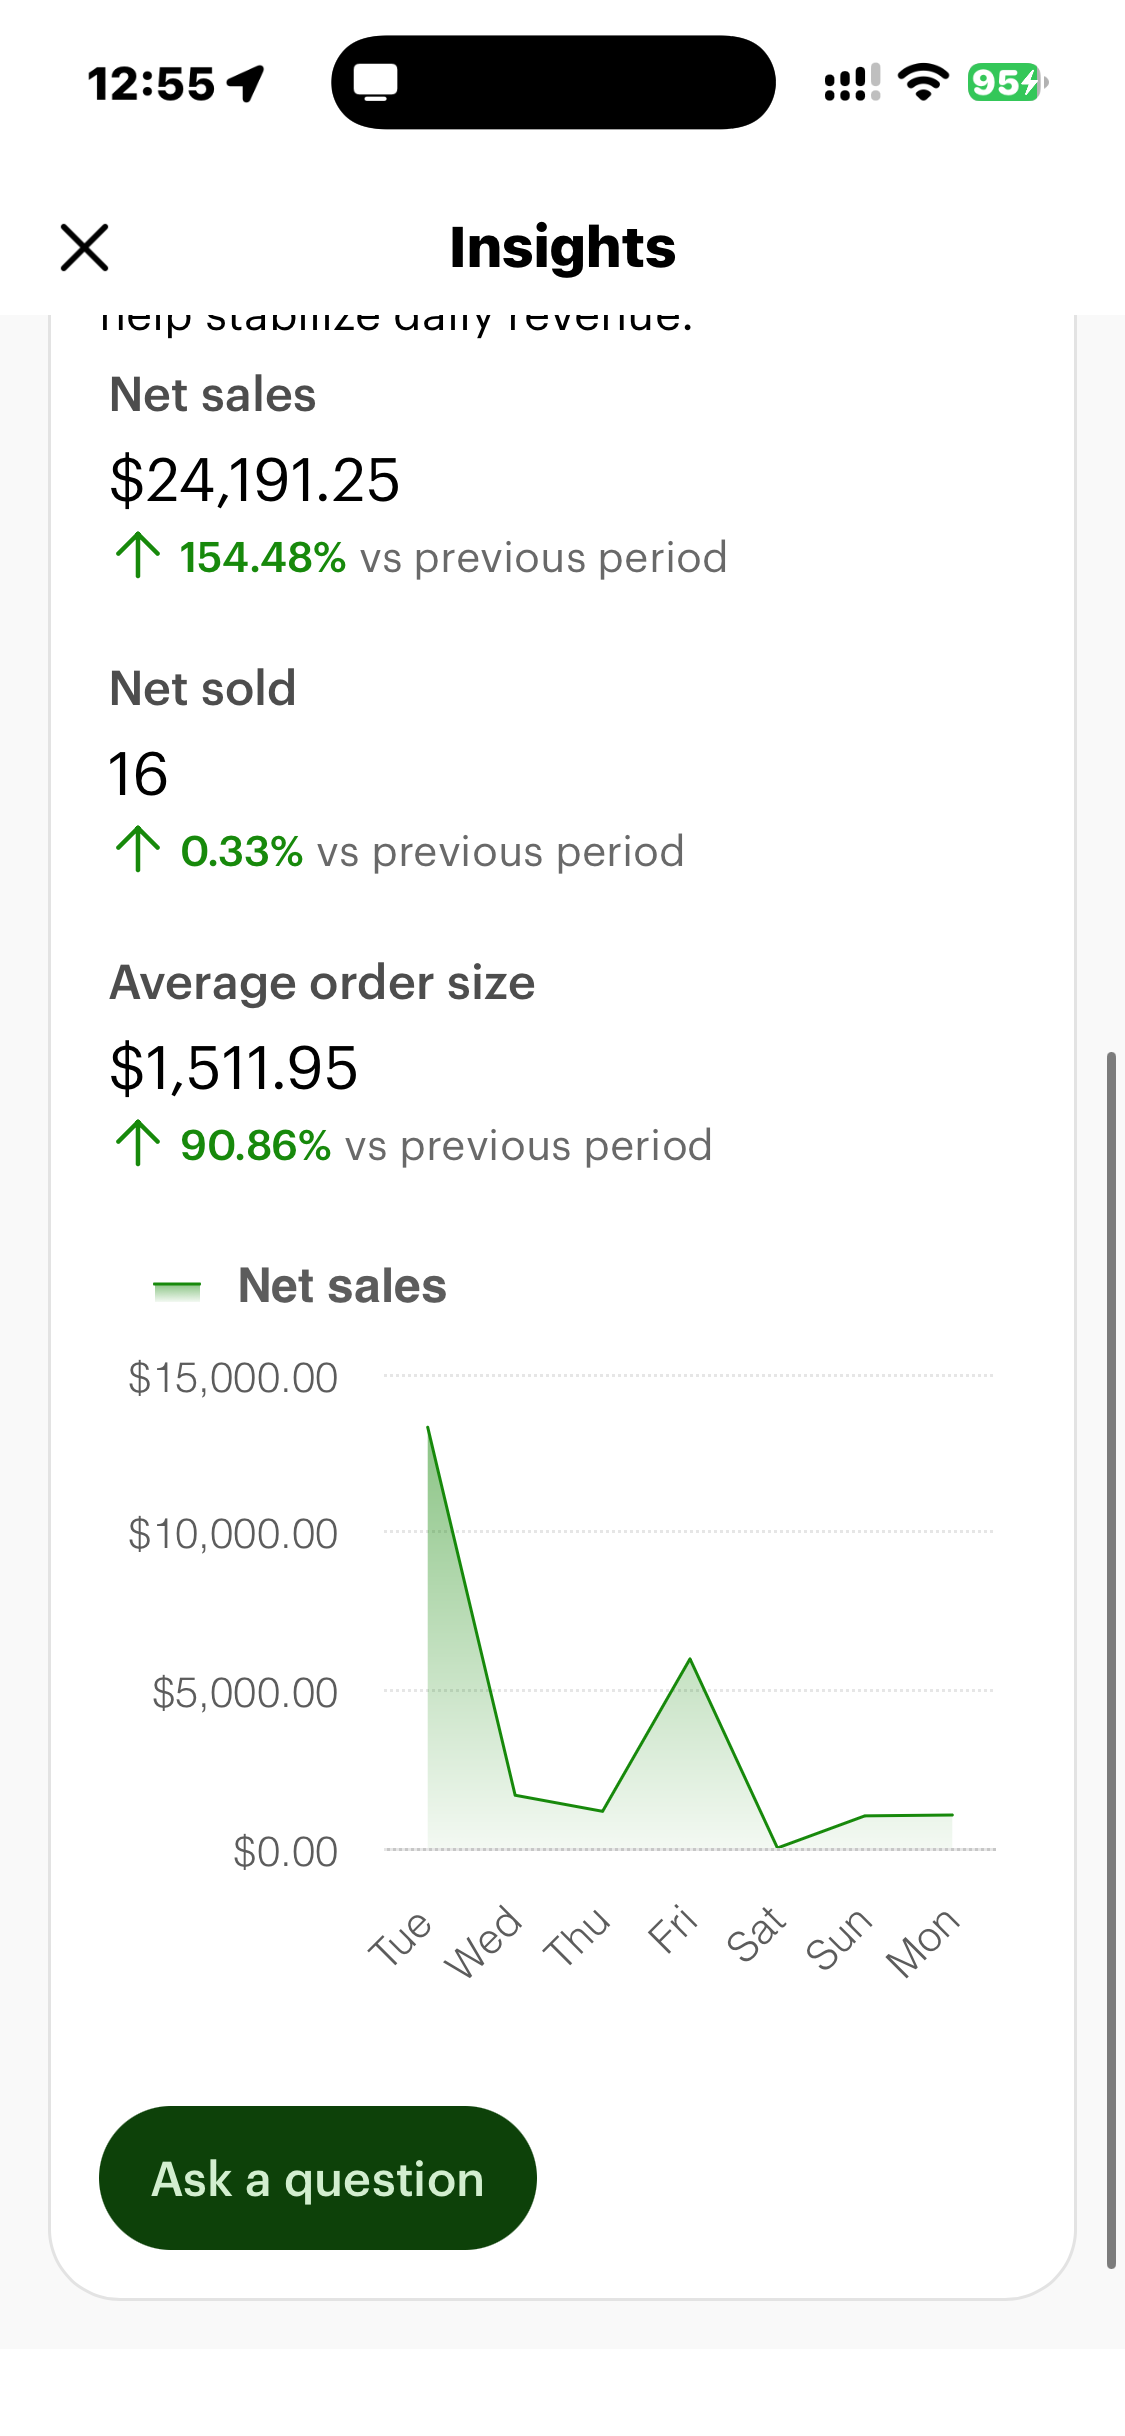 12:55
95
Insights
help stabilize daily revenue.
Net sales
$24,191.25
154.48% vs previous period
Net sold
16
0.33% vs previous period
Average order size
$1,511.95
90.86% vs previous period
Net sales
$15,000.00
$10,000.00
$5,000.00
$0.00
Tue
Wed
Thu
Fri
Sat
Sun
Mon
Ask a question